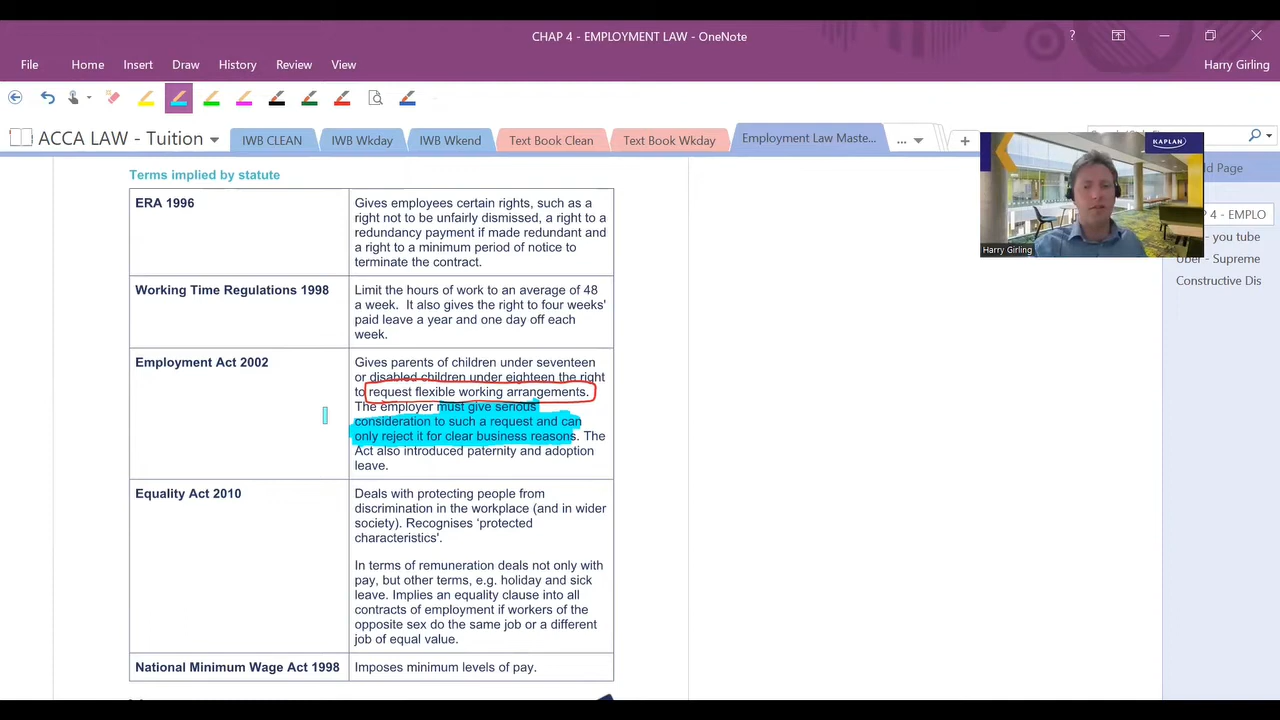 CHAP 4 - EMPLOYMENT LAW - OneNote
?
File Home Insert Draw History Review View
Harry Girling
ACCA LAW - Tuition
IWB CLEAN
IWB Wkday
IWB Wkend
Text Book Clean
Text Book Wkday
Employment Law Maste...
...
KAPLAN
Harry Girling
d Page
P 4 - EMPLO
- you tube
Uber - Supreme
Constructive Dis
Terms implied by statute
ERA 1996
Gives employees certain rights, such as a
right not to be unfairly dismissed, a right to a
redundancy payment if made redundant and
a right to a minimum period of notice to
terminate the contract.
Working Time Regulations 1998
Limit the hours of work to an average of 48
a week. It also gives the right to four weeks'
paid leave a year and one day off each
week.
Employment Act 2002
Gives parents of children under seventeen
or disabled children under eighteen the right
to request flexible working arrangements.
The employer must give serious
consideration to such a request and can
only reject it for clear business reasons. The
Act also introduced paternity and adoption
leave.
Equality Act 2010
Deals with protecting people from
discrimination in the workplace (and in wider
society). Recognises ‘protected
characteristics'.
In terms of remuneration deals not only with
pay, but other terms, e.g. holiday and sick
leave. Implies an equality clause into all
contracts of employment if workers of the
opposite sex do the same job or a different
job of equal value.
National Minimum Wage Act 1998
Imposes minimum levels of pay.